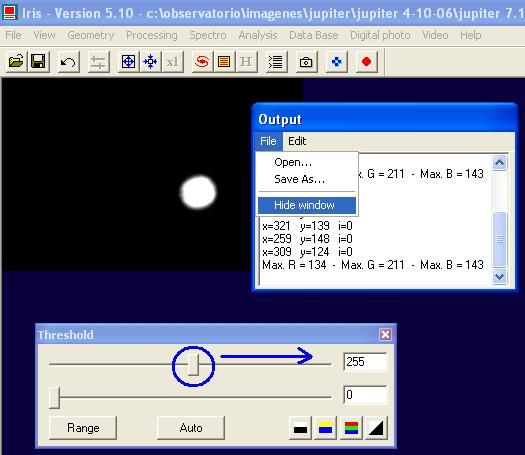 Iris - Version 5.10 - c:\observatorio\imagenes\jupiter\jupiter 4-10-06\jupiter 7.1
File View Geometry Processing Spectro Analysis Data Base Digital photo Video Help
x1 S H
Output
File Edit
Open...
Save As...
Hide window
x. G = 211 - Max. B = 143
x=321 y=139 i=0
x=259 y=148 i=0
x=309 y=124 i=0
Max. R = 134 - Max. G = 211 - Max. B = 143
Threshold
255
0
Range Auto